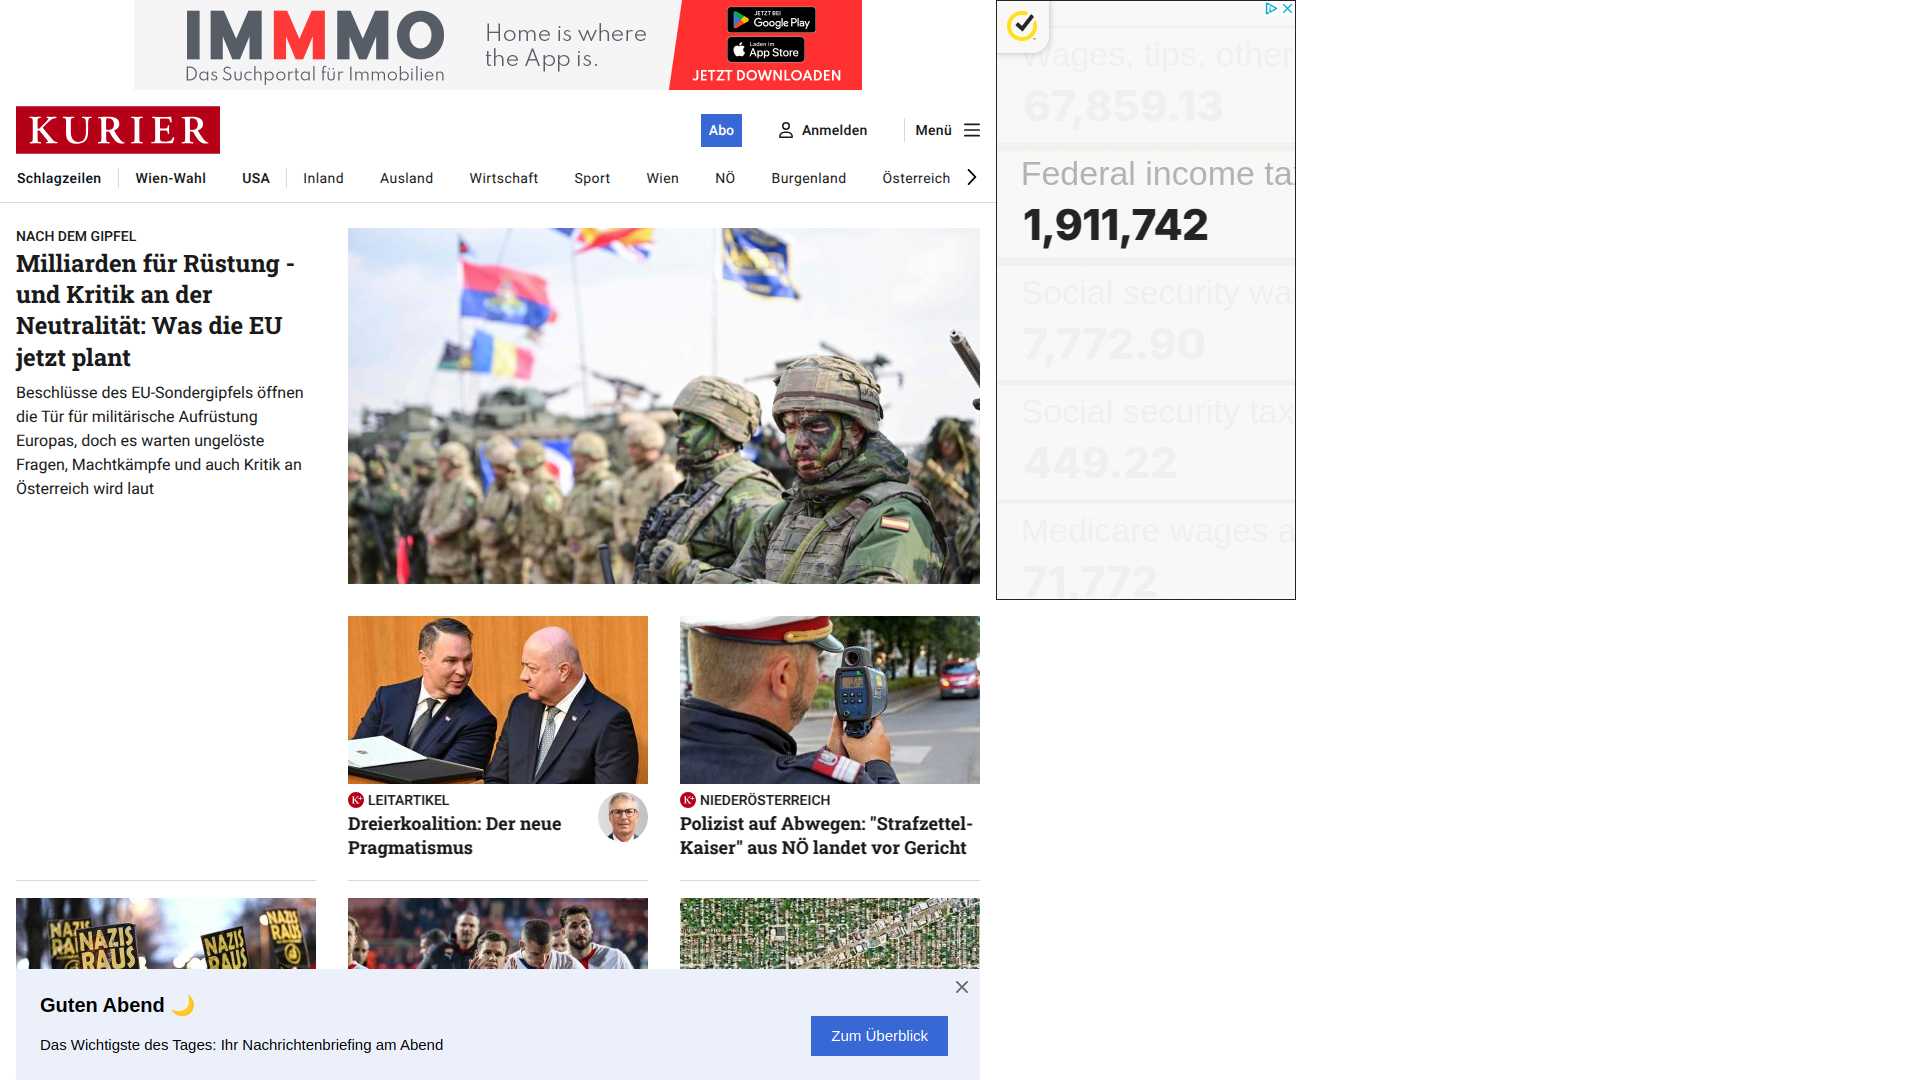 IMMMO
Das Suchportal für Immobilien
Home is where
the App is.
JETZT BEI
Google Play
Laden im
App Store
JETZT DOWNLOADEN
KURIER
Abo
Anmelden
Menü
Schlagzeilen
Wien-Wahl
USA
Inland
Ausland
Wirtschaft
Sport
Wien
NÖ
Burgenland
Österreich
NACH DEM GIPFEL
Milliarden für Rüstung -
und Kritik an der
Neutralität: Was die EU
jetzt plant
Beschlüsse des EU-Sondergipfels öffnen
die Tür für militärische Aufrüstung
Europas, doch es warten ungelöste
Fragen, Machtkämpfe und auch Kritik an
Österreich wird laut
K+ LEITARTIKEL
Dreierkoalition: Der neue
Pragmatismus
K+ NIEDERÖSTERREICH
Polizist auf Abwegen: "Strafzettel-
Kaiser" aus NÖ landet vor Gericht
NAZIS
RAUS
NAZIS
RAUS
NAZIS
RAUS
Guten Abend 🌙
Das Wichtigste des Tages: Ihr Nachrichtenbriefing am Abend
Zum Überblick
Wages, tips, other
67,859.13
Federal income ta
1,911,742
Social security wa
7,772.90
Social security tax
449.22
Medicare wages a
71,772